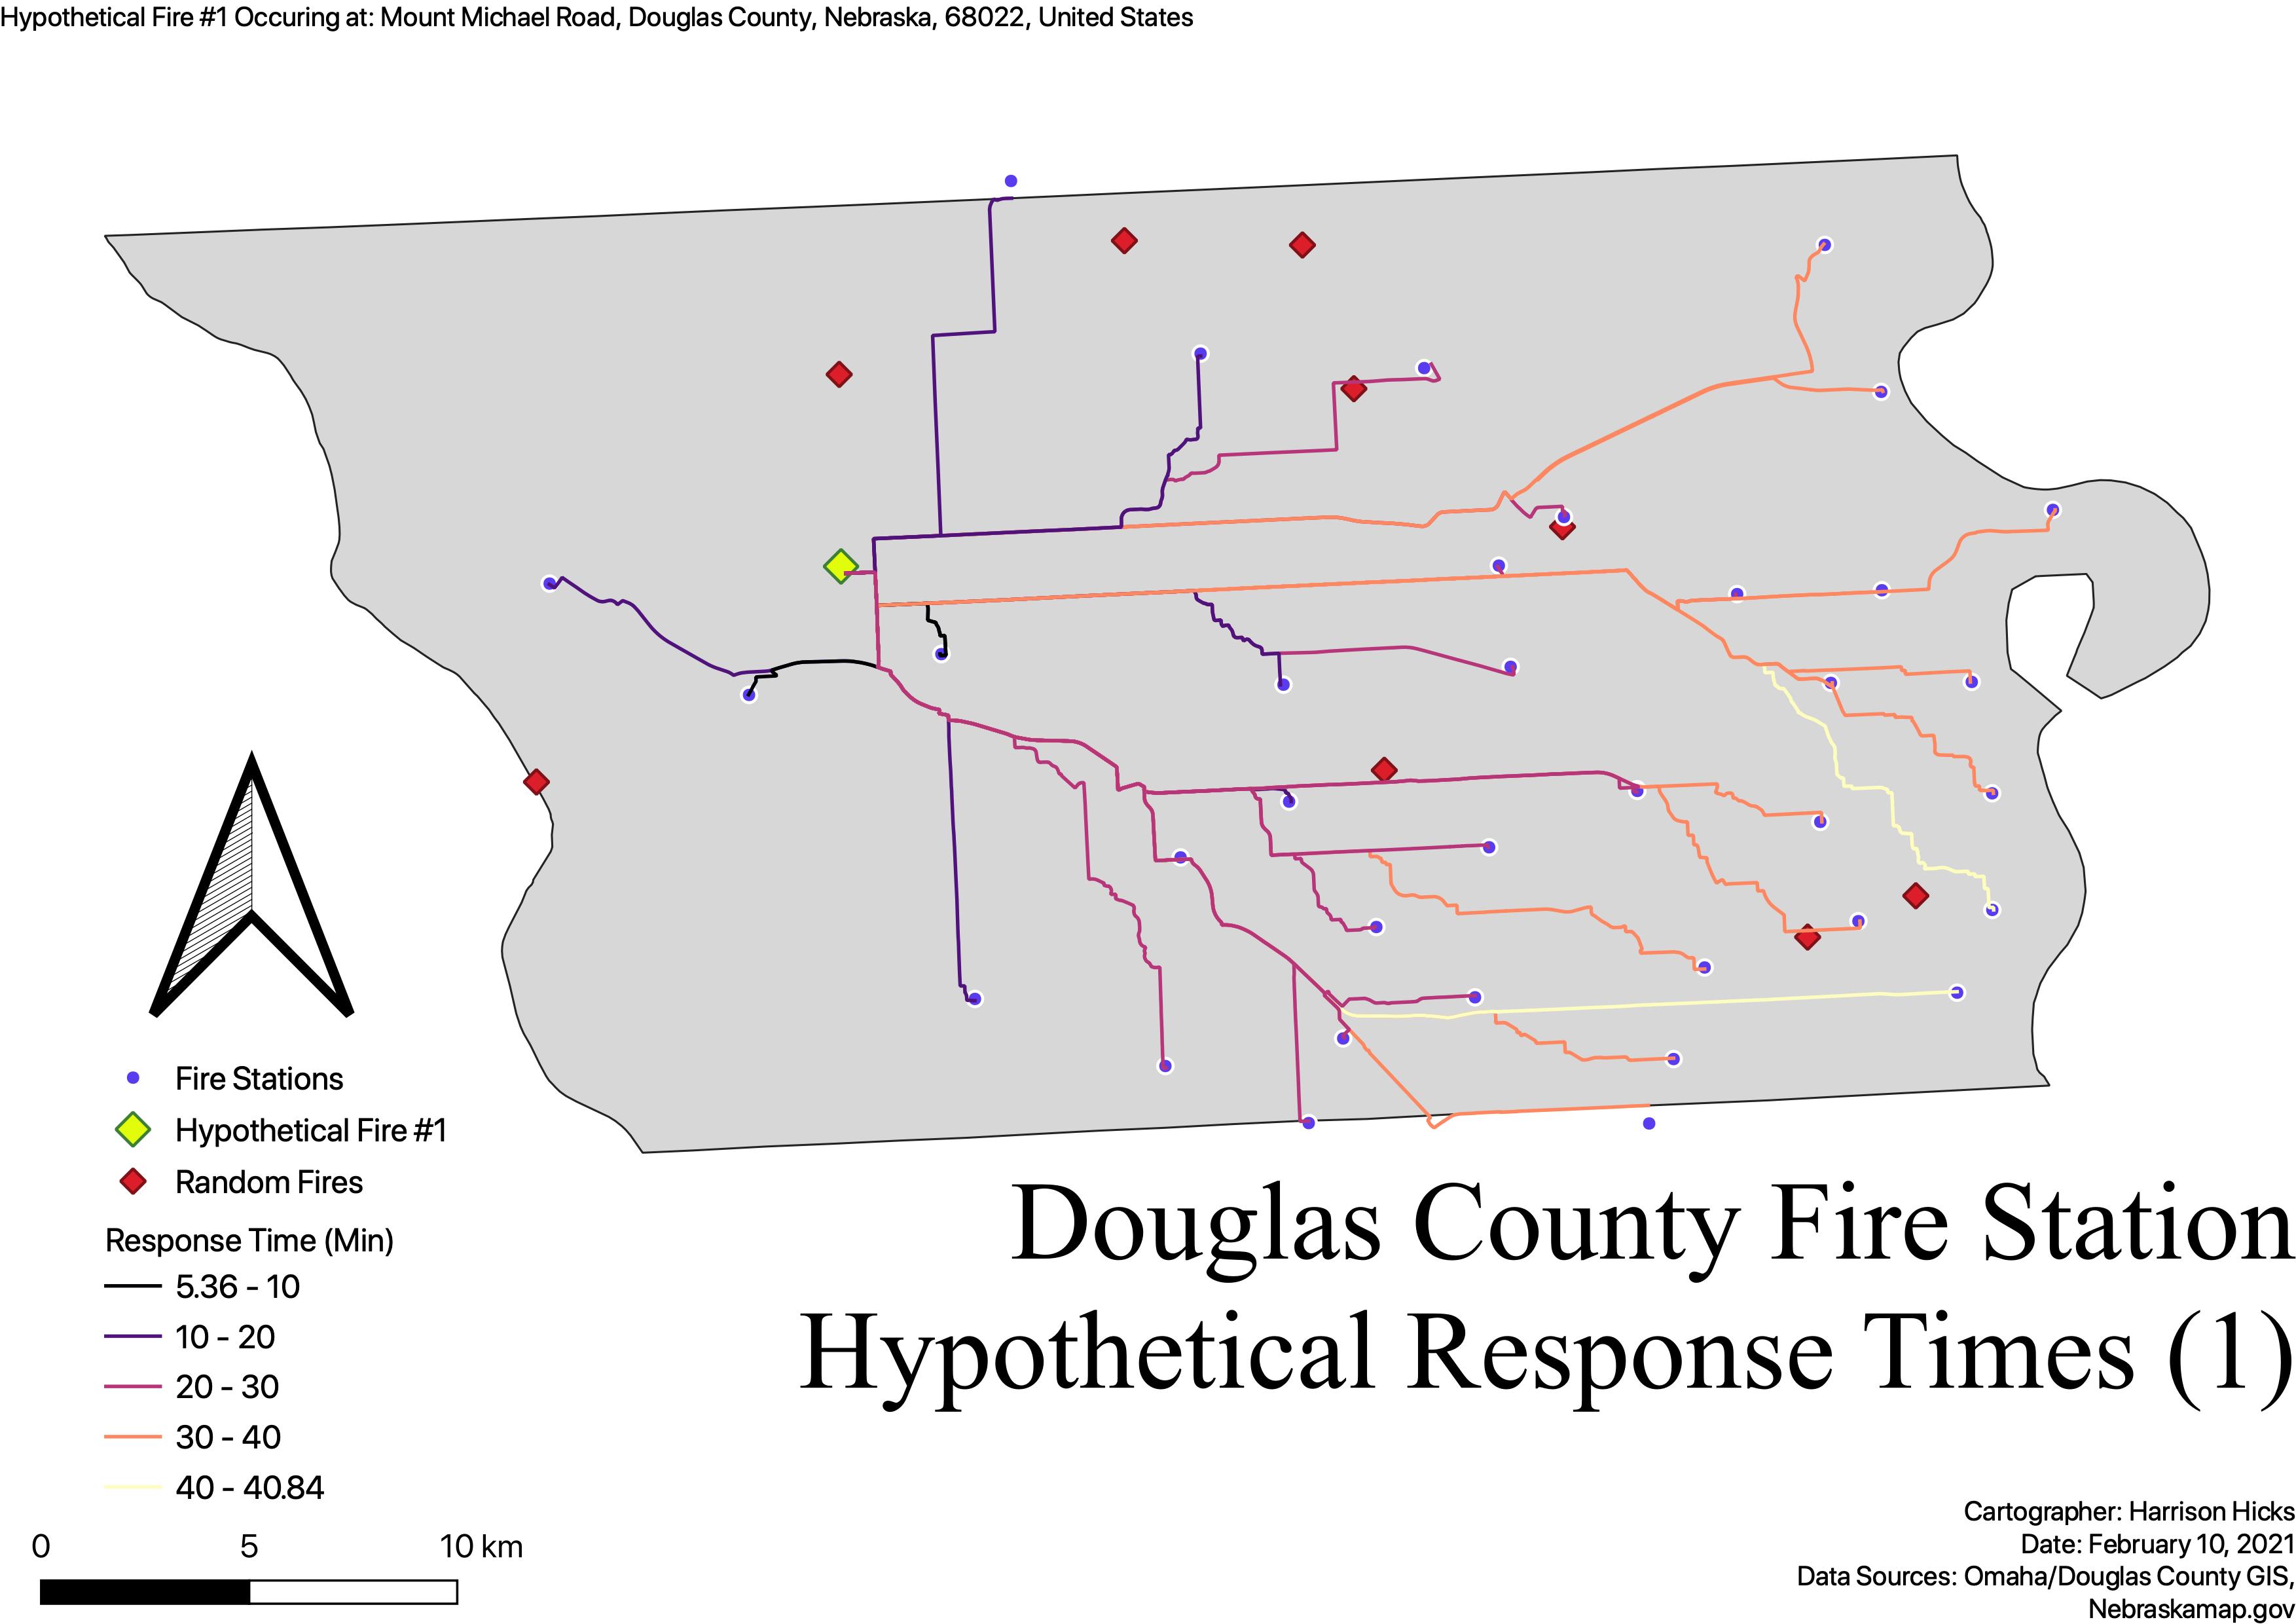 Hypothetical Fire #1 Occuring at: Mount Michael Road, Douglas County, Nebraska, 68022, United States
Fire Stations
Hypothetical Fire #1
Random Fires
Response Time (Min)
5.36 - 10
10 - 20
20 - 30
30 - 40
40 - 40.84
0 5 10 km
Douglas County Fire Station
Hypothetical Response Times (1)
Cartographer: Harrison Hicks
Date: February 10, 2021
Data Sources: Omaha/Douglas County GIS,
Nebraskamap.gov